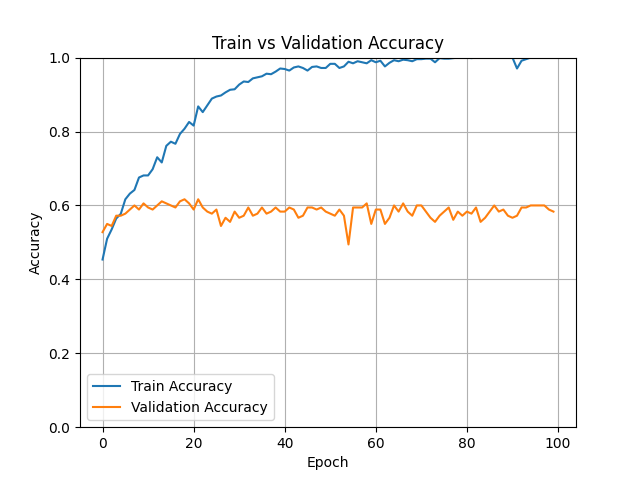 Train vs Validation Accuracy
1.0
0.8
0.6
0.4
0.2
0.0
Accuracy
Train Accuracy
Validation Accuracy
0 20 40 60 80 100
Epoch